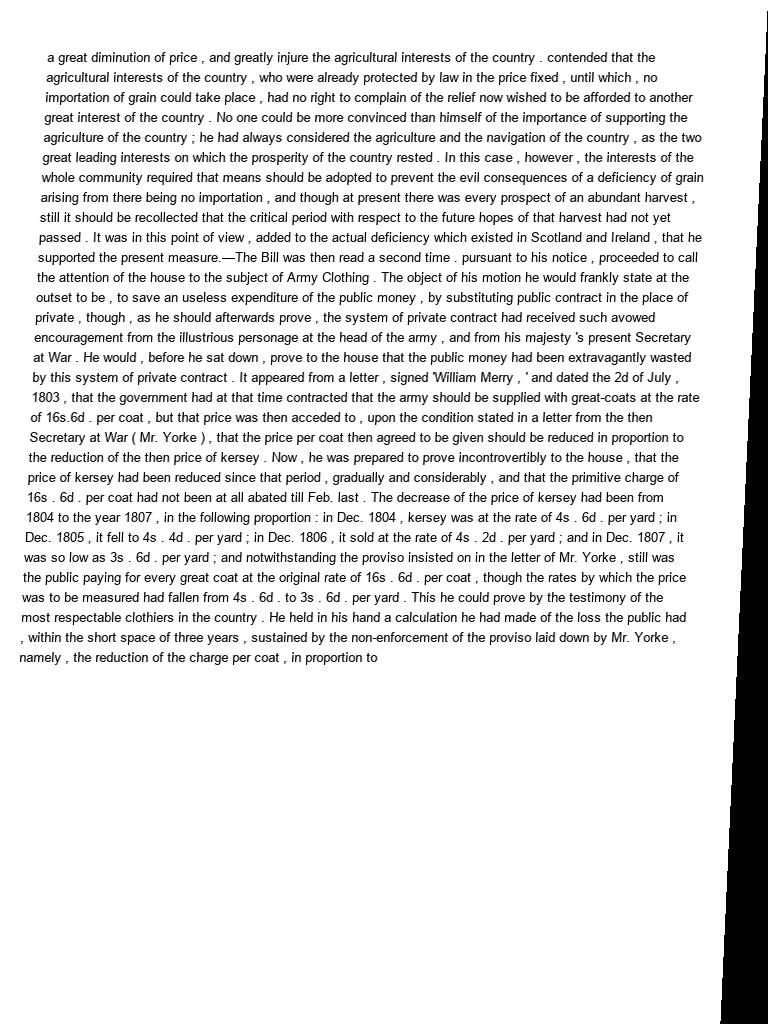 a great diminution of price , and greatly injure the agricultural interests of the country . contended that the
agricultural interests of the country , who were already protected by law in the price fixed , until which , no
importation of grain could take place , had no right to complain of the relief now wished to be afforded to another
great interest of the country . No one could be more convinced than himself of the importance of supporting the
agriculture of the country ; he had always considered the agriculture and the navigation of the country , as the two
great leading interests on which the prosperity of the country rested . In this case , however , the interests of the
whole community required that means should be adopted to prevent the evil consequences of a deficiency of grain
arising from there being no importation , and though at present there was every prospect of an abundant harvest ,
still it should be recollected that the critical period with respect to the future hopes of that harvest had not yet
passed . It was in this point of view , added to the actual deficiency which existed in Scotland and Ireland , that he
supported the present measure.—The Bill was then read a second time . pursuant to his notice , proceeded to call
the attention of the house to the subject of Army Clothing . The object of his motion he would frankly state at the
outset to be , to save an useless expenditure of the public money , by substituting public contract in the place of
private , though , as he should afterwards prove , the system of private contract had received such avowed
encouragement from the illustrious personage at the head of the army , and from his majesty 's present Secretary
at War . He would , before he sat down , prove to the house that the public money had been extravagantly wasted
by this system of private contract . It appeared from a letter , signed 'William Merry , ' and dated the 2d of July ,
1803 , that the government had at that time contracted that the army should be supplied with great-coats at the rate
of 16s.6d . per coat , but that price was then acceded to , upon the condition stated in a letter from the then
Secretary at War ( Mr. Yorke ) , that the price per coat then agreed to be given should be reduced in proportion to
the reduction of the then price of kersey . Now , he was prepared to prove incontrovertibly to the house , that the
price of kersey had been reduced since that period , gradually and considerably , and that the primitive charge of
16s . 6d . per coat had not been at all abated till Feb. last . The decrease of the price of kersey had been from
1804 to the year 1807 , in the following proportion : in Dec. 1804 , kersey was at the rate of 4s . 6d . per yard ; in
Dec. 1805 , it fell to 4s . 4d . per yard ; in Dec. 1806 , it sold at the rate of 4s . 2d . per yard ; and in Dec. 1807 , it
was so low as 3s . 6d . per yard ; and notwithstanding the proviso insisted on in the letter of Mr. Yorke , still was
the public paying for every great coat at the original rate of 16s . 6d . per coat , though the rates by which the price
was to be measured had fallen from 4s . 6d . to 3s . 6d . per yard . This he could prove by the testimony of the
most respectable clothiers in the country . He held in his hand a calculation he had made of the loss the public had
, within the short space of three years , sustained by the non-enforcement of the proviso laid down by Mr. Yorke ,
namely , the reduction of the charge per coat , in proportion to